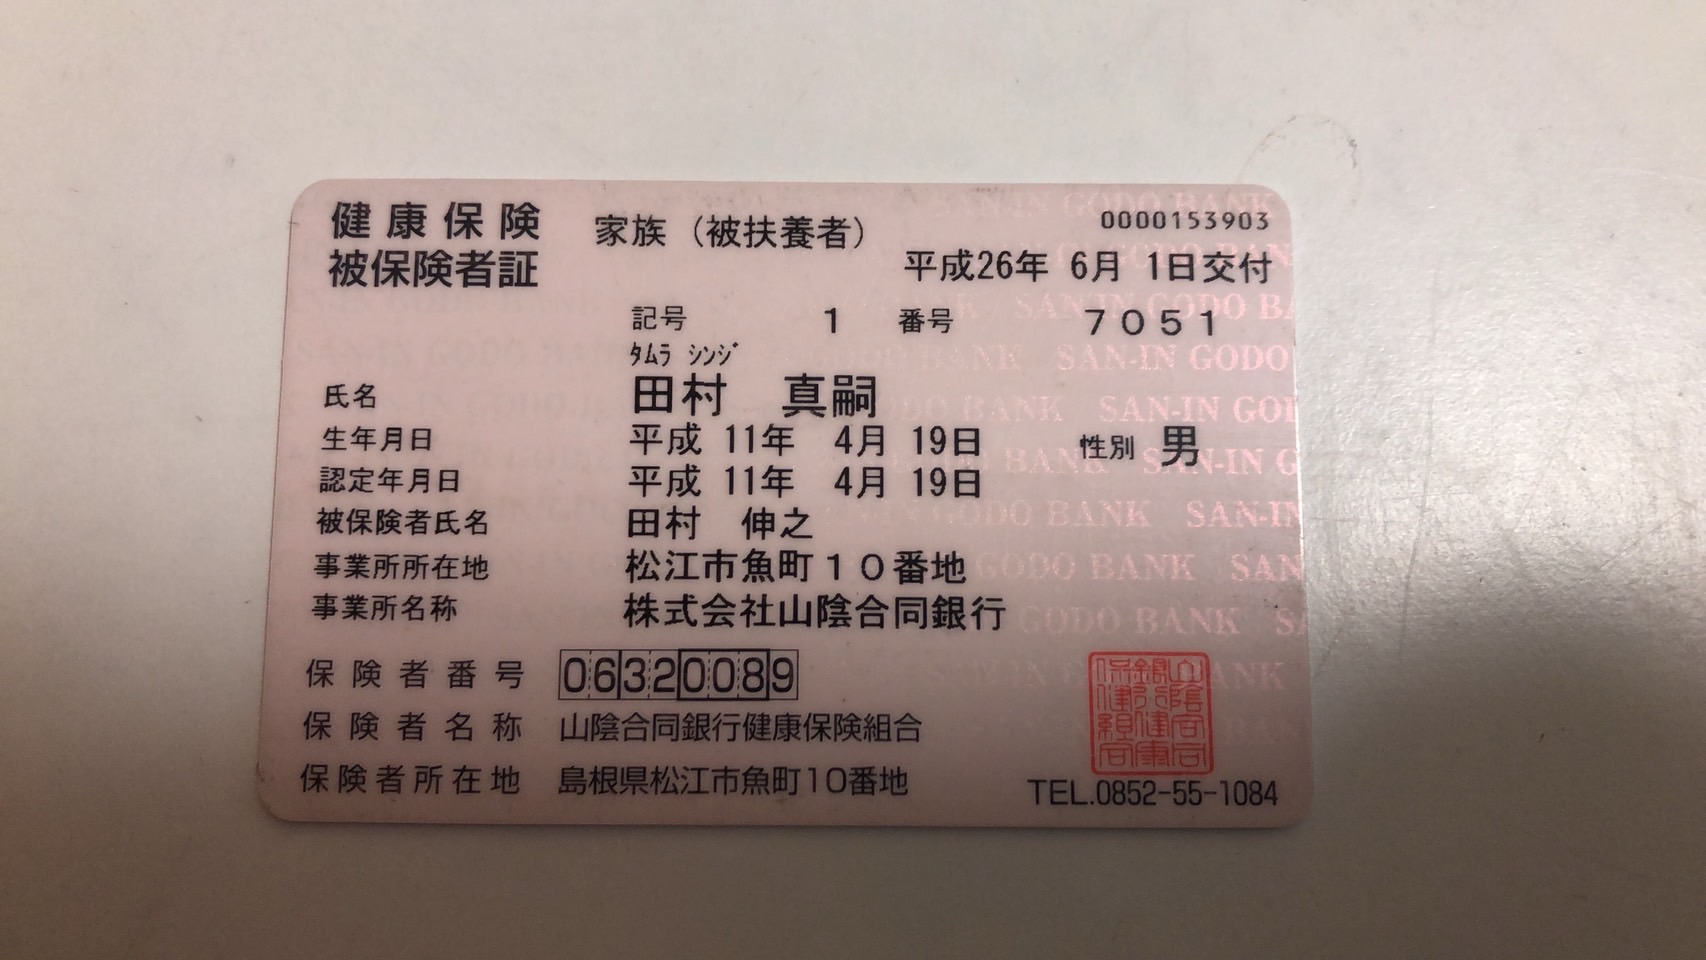 健康保険 家族（被扶養者） 0000153903
被保険者証 平成26年 6月 1日交付
記号 1 番号 7051
ﾀﾑﾗ ｼﾝｼﾞ
氏名 田村 真嗣
生年月日 平成 11年 4月 19日 性別 男
認定年月日 平成 11年 4月 19日
被保険者氏名 田村 伸之
事業所所在地 松江市魚町１０番地
事業所名称 株式会社山陰合同銀行
保険者番号 06320089
保険者名称 山陰合同銀行健康保険組合
保険者所在地 島根県松江市魚町10番地
TEL.0852-55-1084
SAN-IN GODO BANK